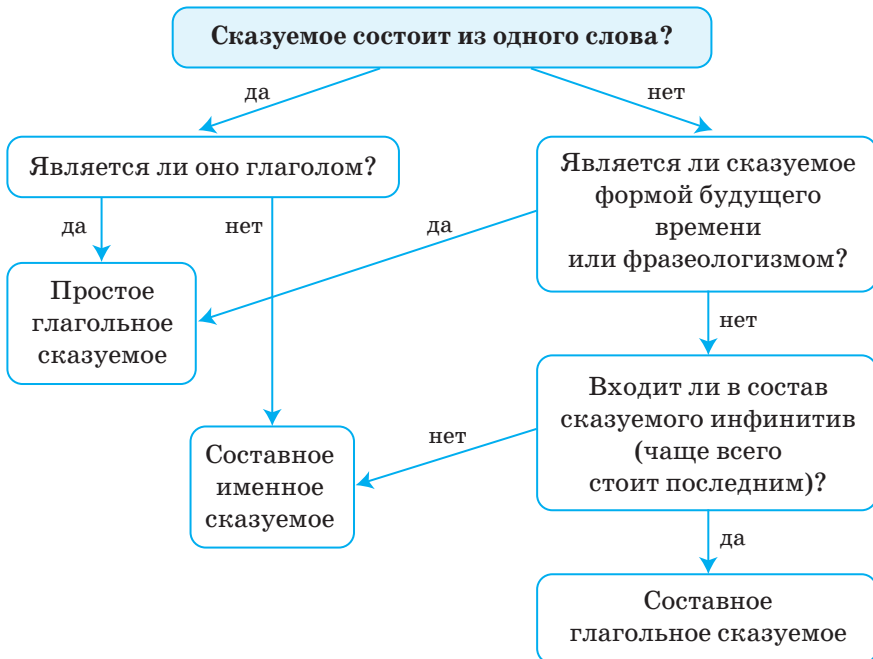 Сказуемое состоит из одного слова?
да
нет
Является ли оно глаголом?
Является ли сказуемое
формой будущего
времени
или фразеологизмом?
да
нет
да
Простое
глагольное
сказуемое
нет
Входит ли в состав
сказуемого инфинитив
(чаще всего
стоит последним)?
нет
Составное
именное
сказуемое
да
Составное
глагольное сказуемое